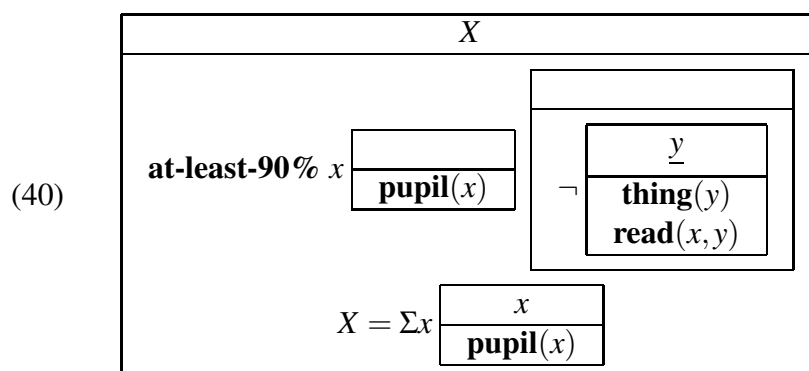 X
at-least-90% x
pupil(x)
y
¬
thing(y)
read(x,y)
(40)
X = Σx
x
pupil(x)